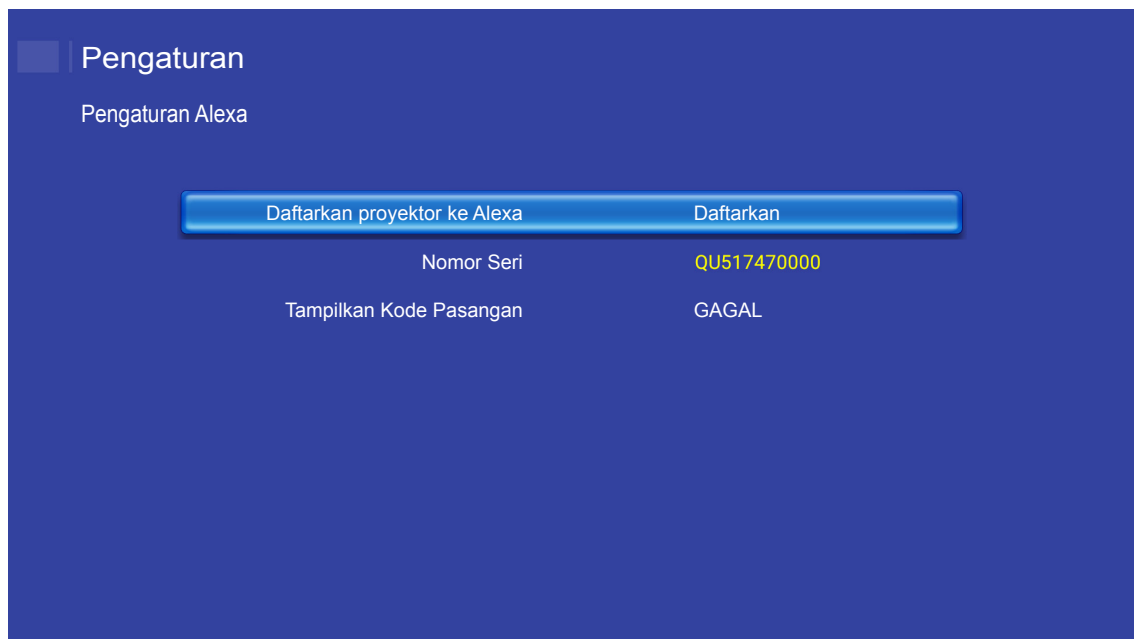 Pengaturan
Pengaturan Alexa
Daftarkan proyektor ke Alexa Daftarkan
Nomor Seri QU517470000
Tampilkan Kode Pasangan GAGAL